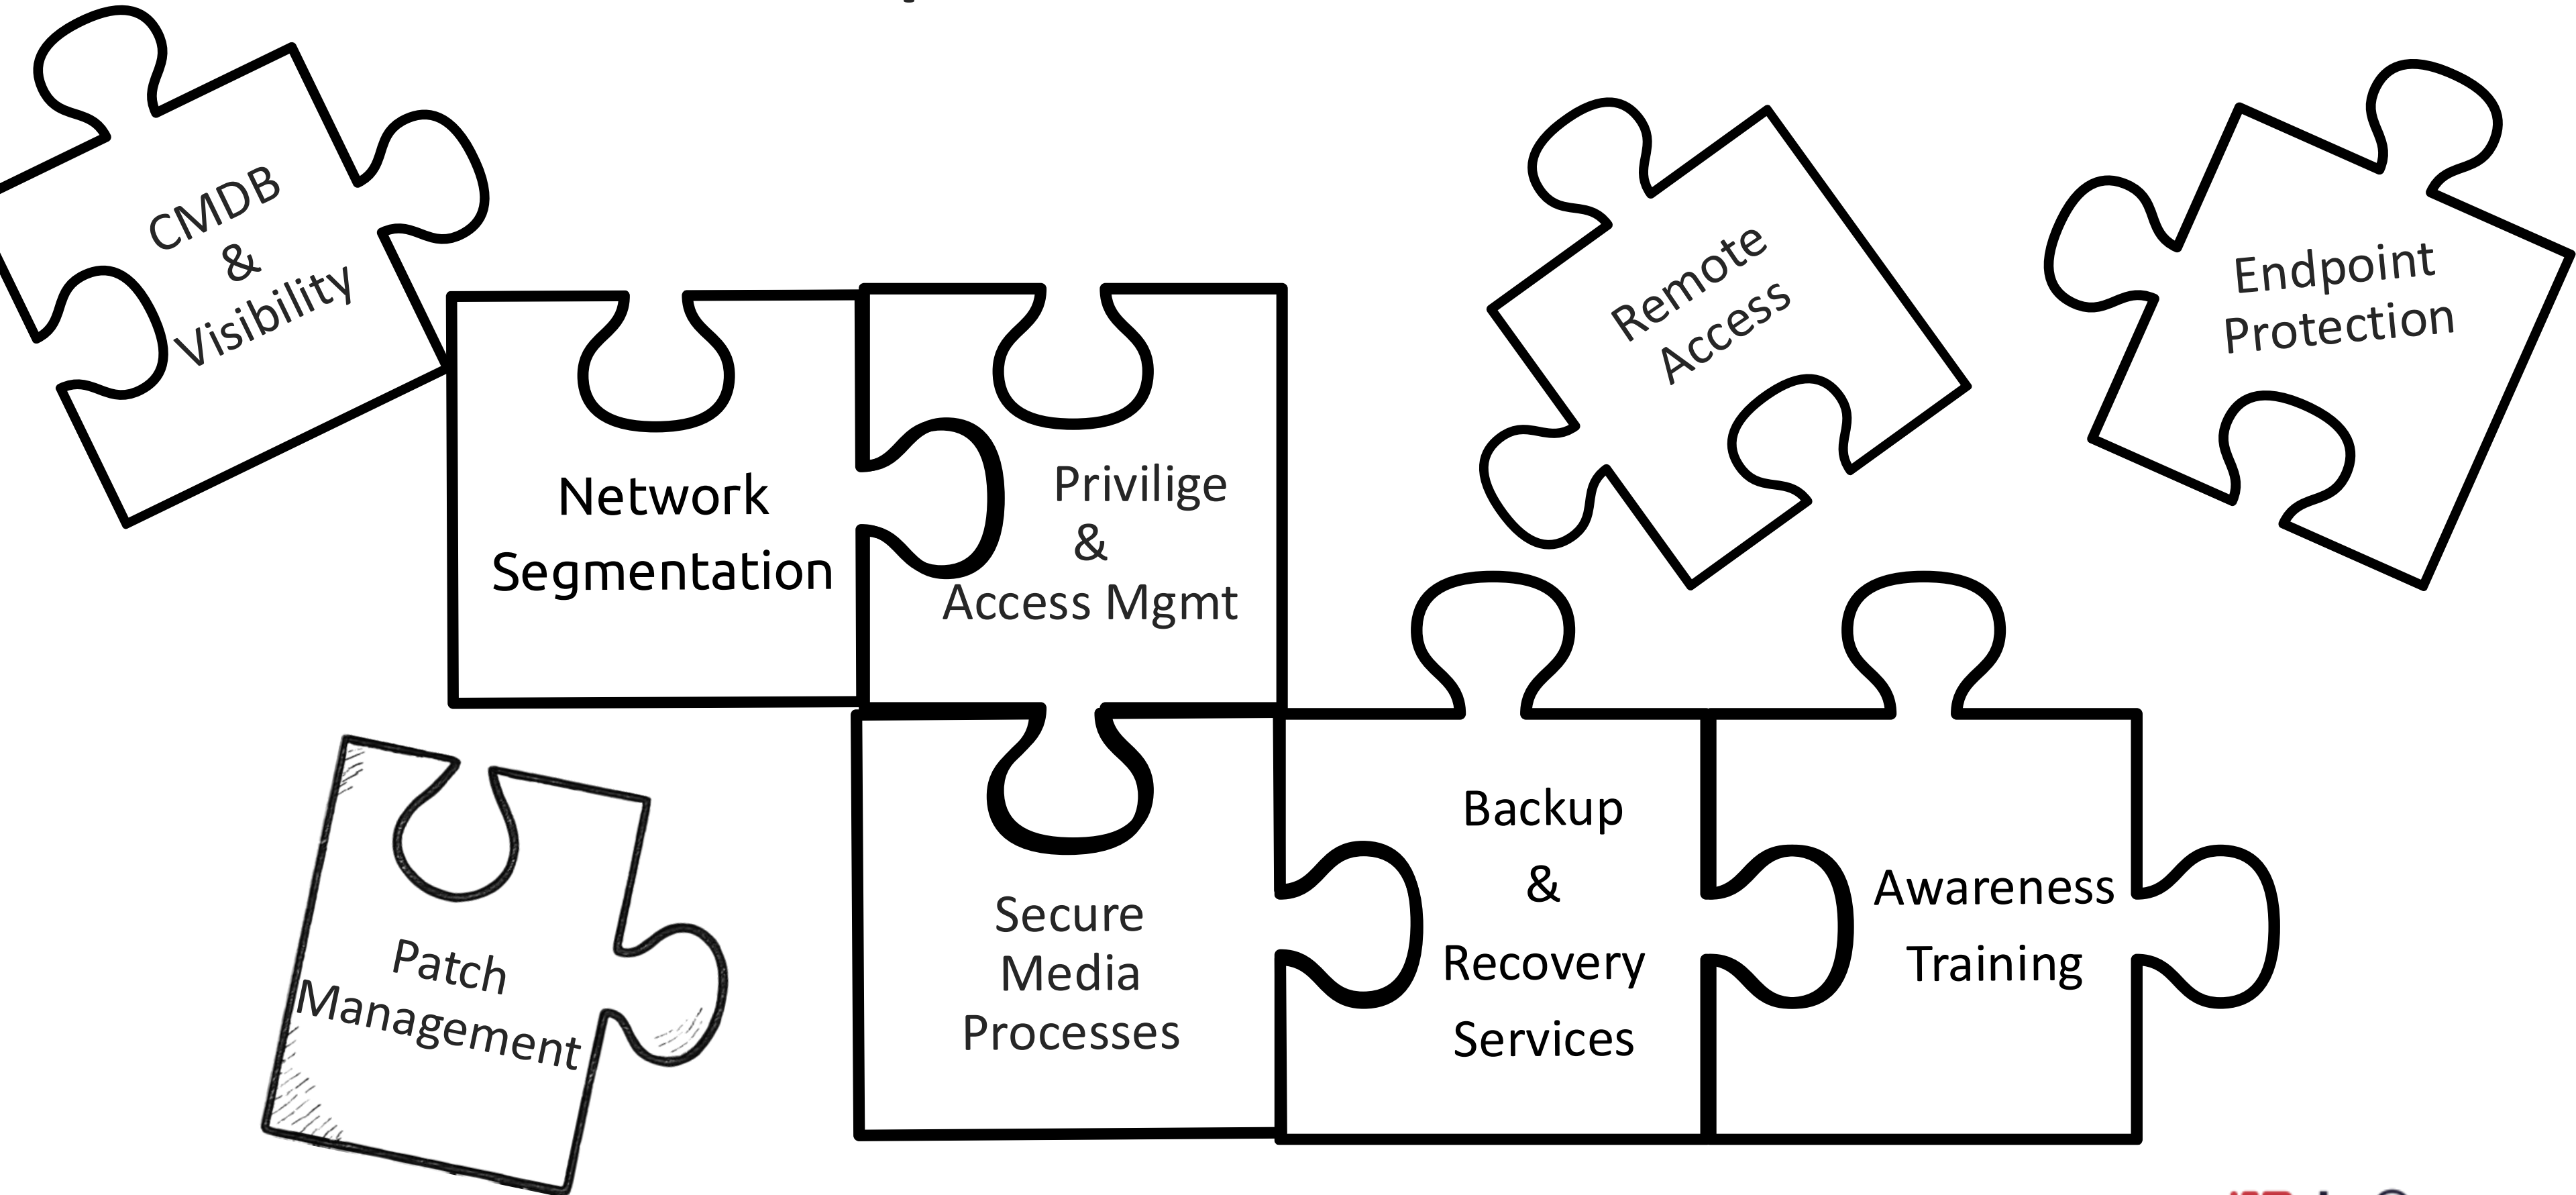 CMDB
&
Visibility
Remote
Access
Endpoint
Protection
Network
Segmentation
Privilige
&
Access Mgmt
Patch
Management
Secure
Media
Processes
Backup
&
Recovery
Services
Awareness
Training